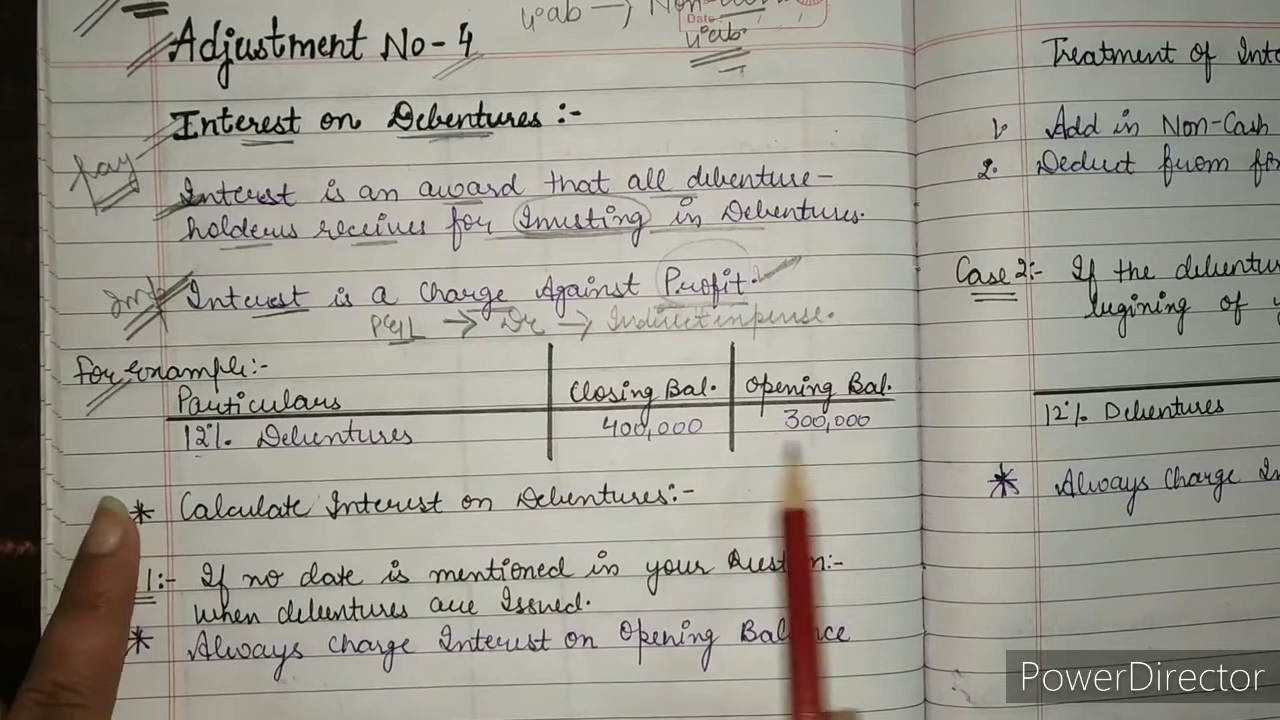 Date
Adjustment No-4
Interest on Debentures:-
Pay
Interest is an award that all debenture-
holders receives for Investing in Debentures.
Imp
Interest is a charge Against Profit.
P&L → Dr → Indirect expense.
For example:-
Particulars Closing Bal. Opening Bal.
12% Debentures 400,000 300,000
* Calculate Interest on Debentures:-
1:- If no date is mentioned in your
when debentures are Issued.
* Always charge Interest on Opening Balance
Treatment of
1. Add in Non-Cash
2. Deduct from
Case 2:- If the
begining of
12% Debentures
* Always Charge
PowerDirector